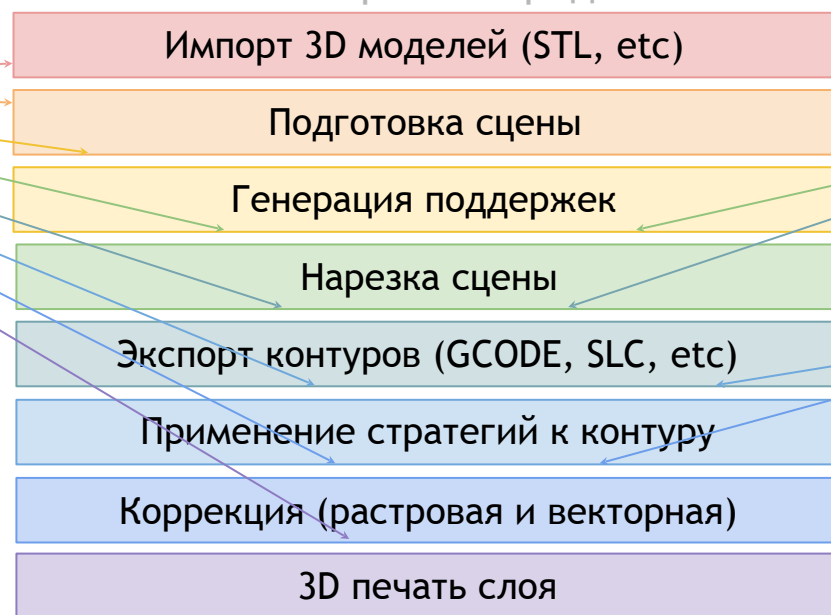 Импорт 3D моделей (STL, etc)
Подготовка сцены
Генерация поддержек
Нарезка сцены
Экспорт контуров (GCODE, SLC, etc)
Применение стратегий к контуру
Коррекция (растровая и векторная)
3D печать слоя